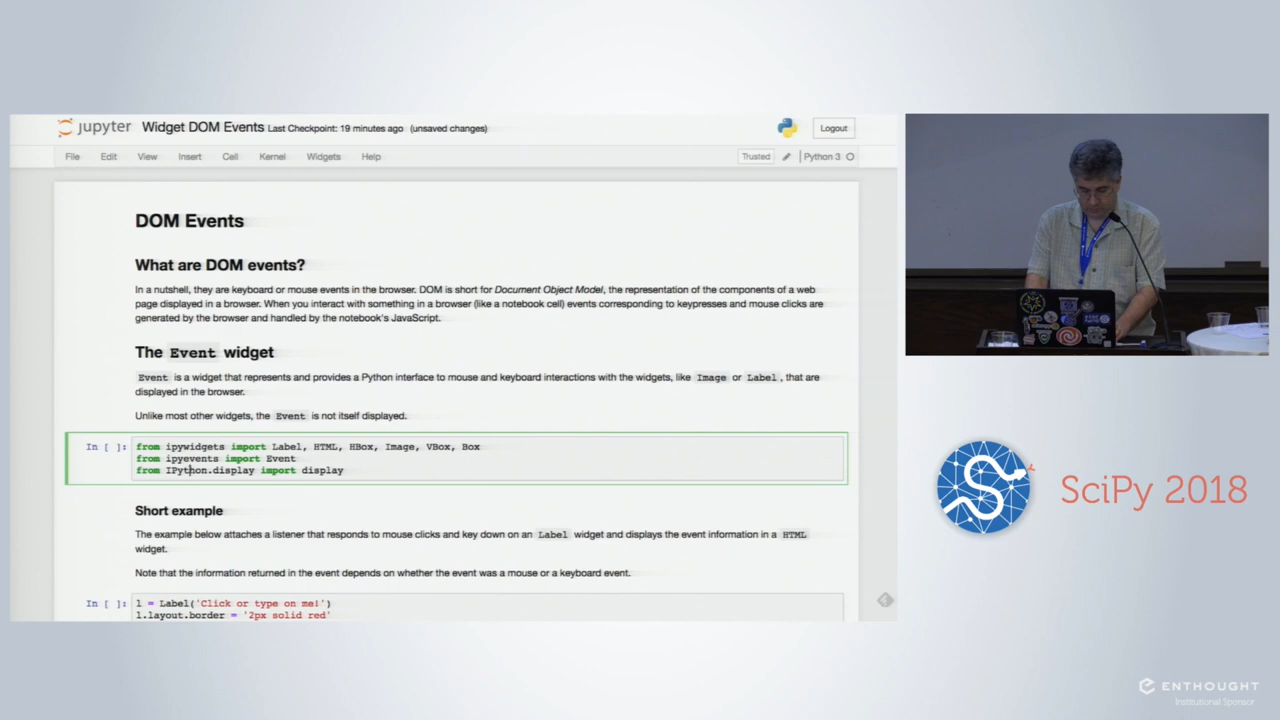 jupyter Widget DOM Events Last Checkpoint: 19 minutes ago (unsaved changes) Logout
File Edit View Insert Cell Kernel Widgets Help Trusted Python 3
DOM Events
What are DOM events?
In a nutshell, they are keyboard or mouse events in the browser. DOM is short for Document Object Model, the representation of the components of a web
page displayed in a browser. When you interact with something in a browser (like a notebook cell) events corresponding to keypresses and mouse clicks are
generated by the browser and handled by the notebook's JavaScript.
The Event widget
Event is a widget that represents and provides a Python interface to mouse and keyboard interactions with the widgets, like Image or Label, that are
displayed in the browser.
Unlike most other widgets, the Event is not itself displayed.
In [ ]: from ipywidgets import Label, HTML, HBox, Image, VBox, Box
from ipyevents import Event
from IPython.display import display
Short example
The example below attaches a listener that responds to mouse clicks and key down on an Label widget and displays the event information in a HTML
widget.
Note that the information returned in the event depends on whether the event was a mouse or a keyboard event.
In [ ]: l = Label('Click or type on me!')
l.layout.border = '2px solid red'
SciPy 2018
ENTHOUGHT
Institutional Sponsor